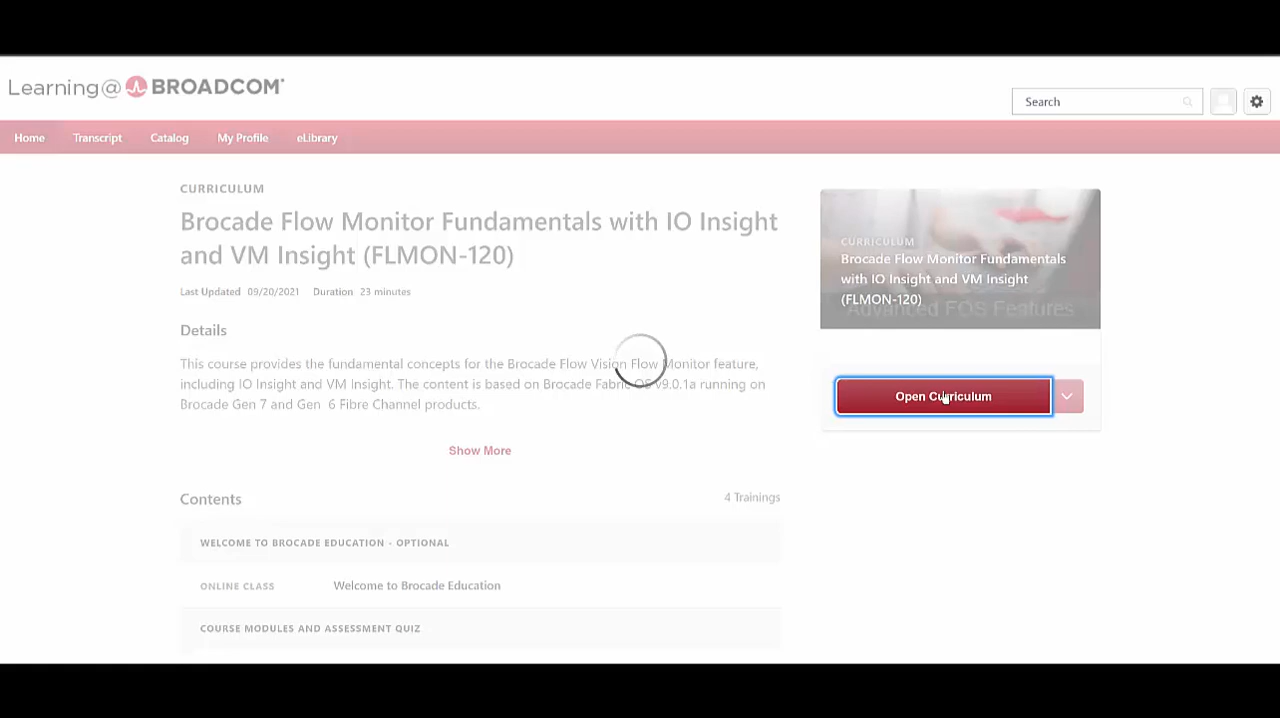 Learning@ BROADCOM
Search
Home Transcript Catalog My Profile eLibrary
CURRICULUM
Brocade Flow Monitor Fundamentals with IO Insight
and VM Insight (FLMON-120)
Last Updated 09/20/2021 Duration 23 minutes
Details
This course provides the fundamental concepts for the Brocade Flow Vision Flow Monitor feature,
including IO Insight and VM Insight. The content is based on Brocade Fabric OS v9.0.1a running on
Brocade Gen 7 and Gen 6 Fibre Channel products.
Show More
Contents
4 Trainings
WELCOME TO BROCADE EDUCATION - OPTIONAL
ONLINE CLASS Welcome to Brocade Education
COURSE MODULES AND ASSESSMENT QUIZ
CURRICULUM
Brocade Flow Monitor Fundamentals
with IO Insight and VM Insight
(FLMON-120)
Advanced FOS Features
Open Curriculum